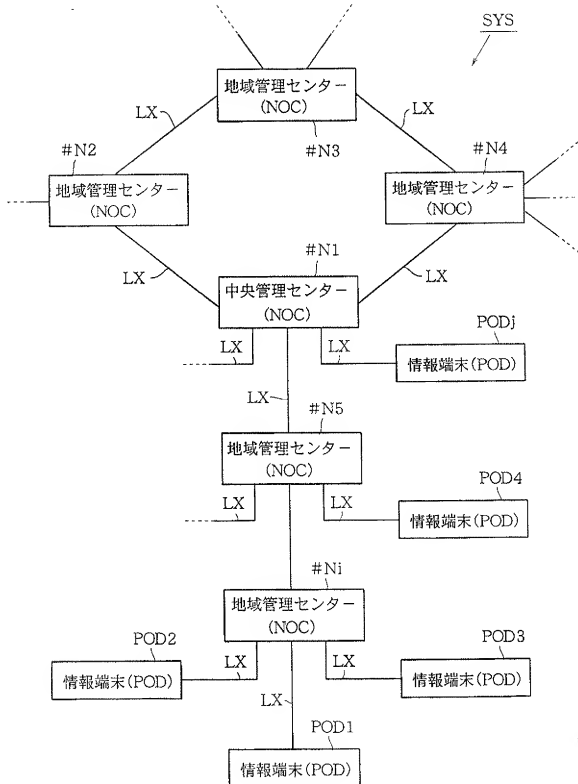 SYS
地域管理センター
(NOC)
LX
LX
#N2
#N3
#N4
地域管理センター
(NOC)
地域管理センター
(NOC)
#N1
LX
LX
中央管理センター
(NOC)
PODj
LX
LX
情報端末(POD)
LX
#N5
地域管理センター
(NOC)
POD4
LX
LX
情報端末(POD)
#Ni
地域管理センター
(NOC)
POD2
POD3
LX
LX
情報端末(POD)
情報端末(POD)
LX
POD1
情報端末(POD)